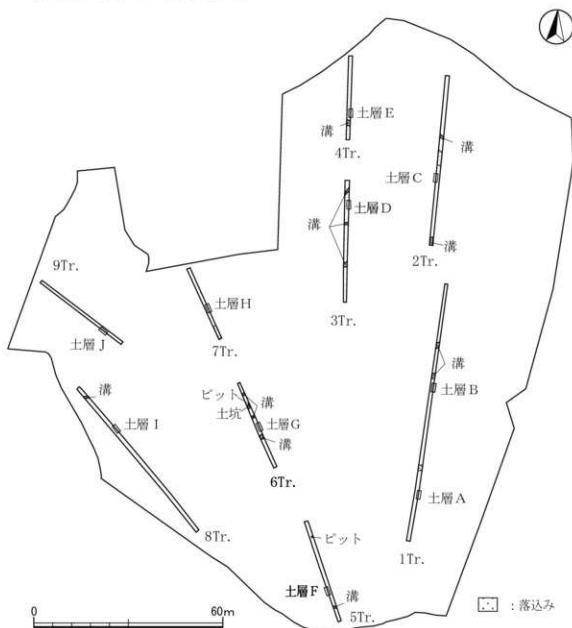 土層E
溝
4Tr.
溝
土層C
土層D
溝
溝
2Tr.
9Tr.
3Tr.
土層H
土層J
7Tr.
溝
土層B
溝
ピット
溝
土坑
土層G
溝
土層I
6Tr.
土層A
8Tr.
ピット
1Tr.
土層F
溝
5Tr.
：落込み
0
60m